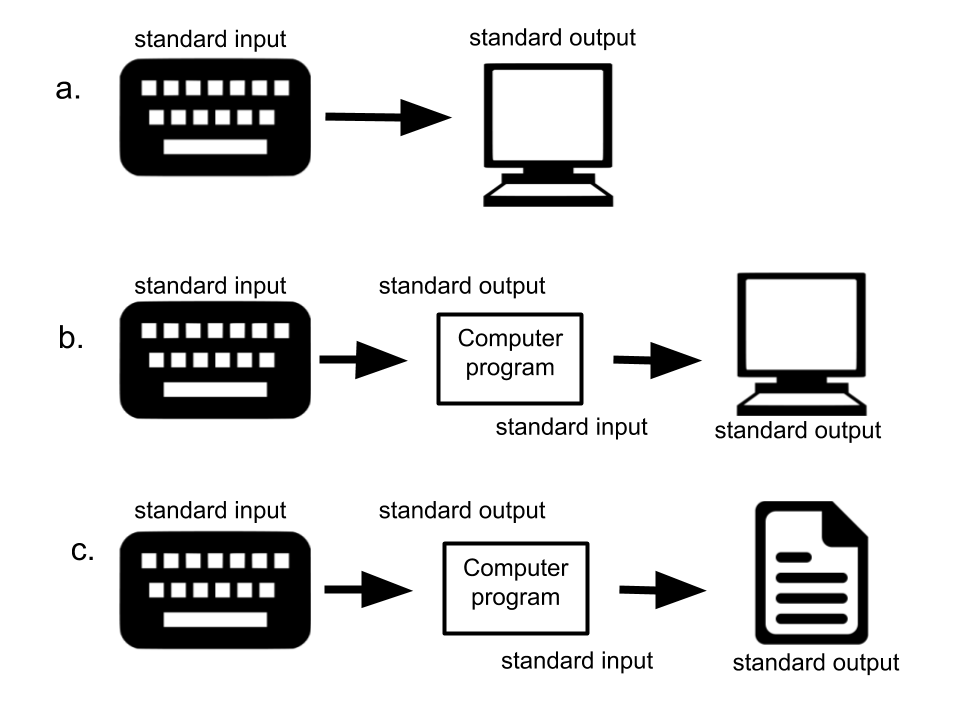 standard input
standard output
a.
standard input
standard output
b.
Computer
program
standard input
standard output
standard input
standard output
c.
Computer
program
standard input
standard output